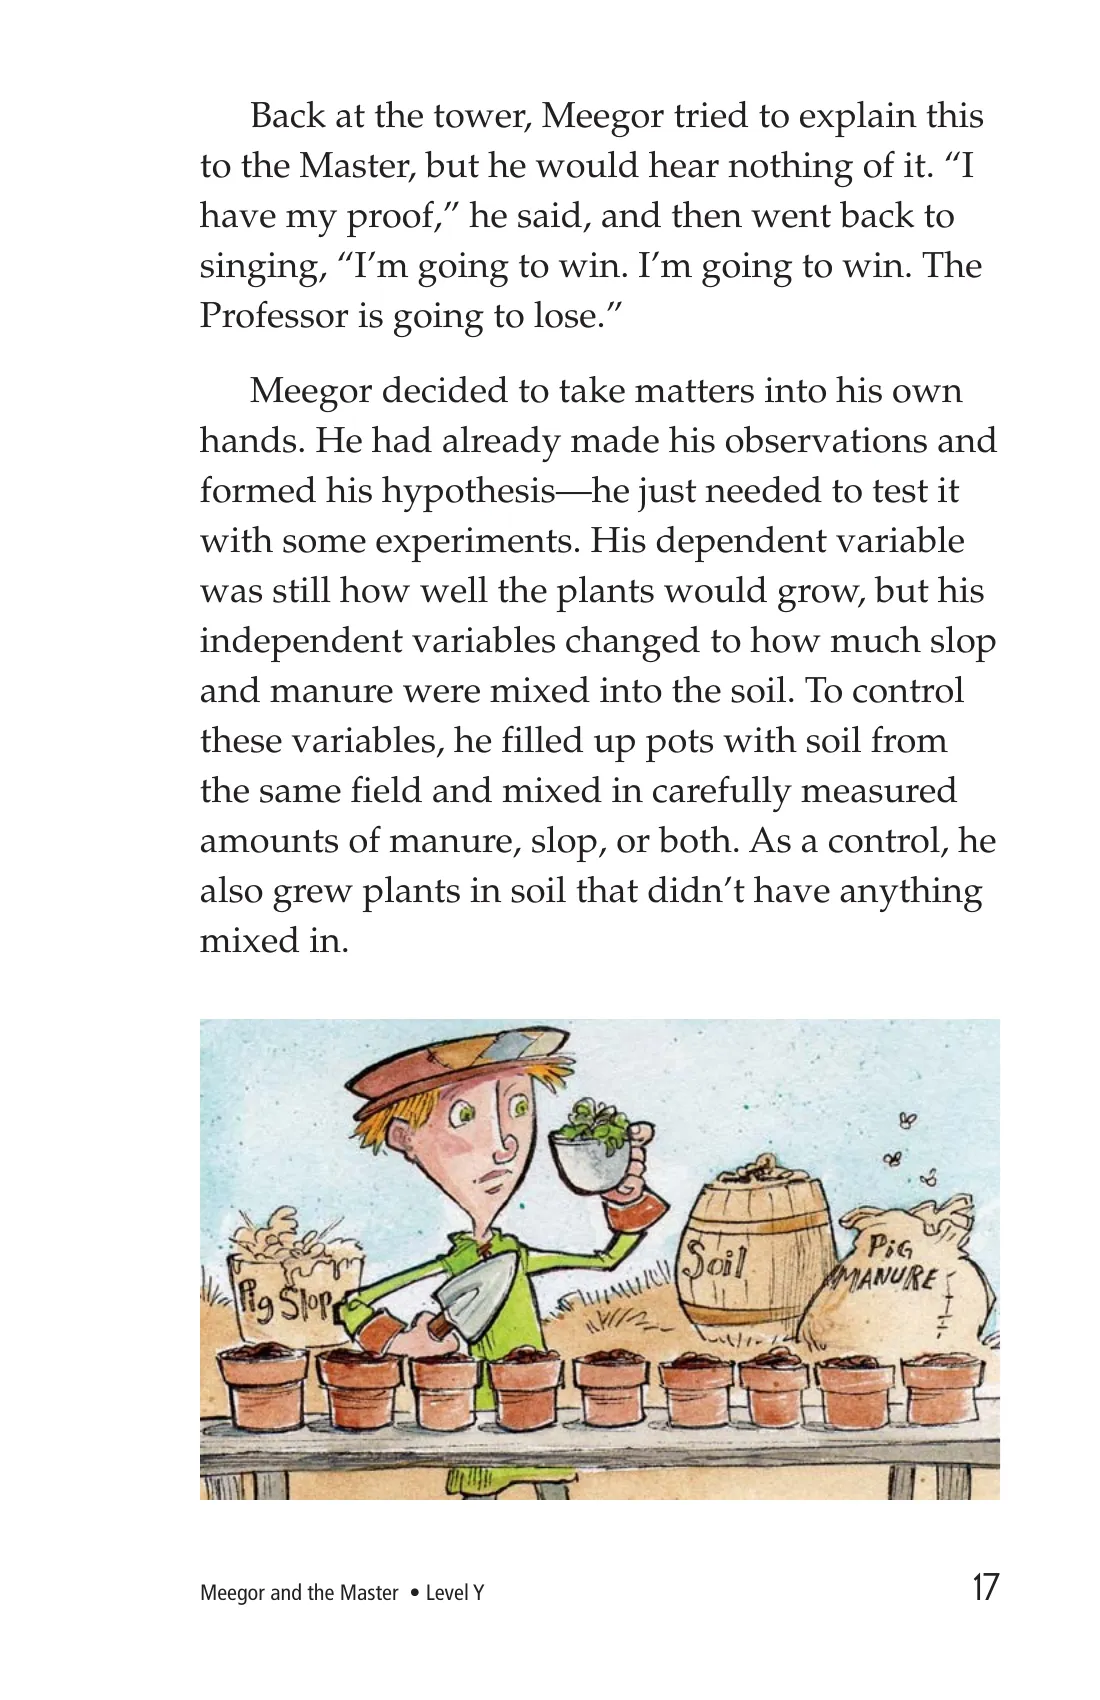 Back at the tower, Meegor tried to explain this
to the Master, but he would hear nothing of it. “I
have my proof,” he said, and then went back to
singing, “I’m going to win. I’m going to win. The
Professor is going to lose.”
Meegor decided to take matters into his own
hands. He had already made his observations and
formed his hypothesis—he just needed to test it
with some experiments. His dependent variable
was still how well the plants would grow, but his
independent variables changed to how much slop
and manure were mixed into the soil. To control
these variables, he filled up pots with soil from
the same field and mixed in carefully measured
amounts of manure, slop, or both. As a control, he
also grew plants in soil that didn’t have anything
mixed in.
Pig Slop
Soil
PiG
MANURE
Meegor and the Master • Level Y
17